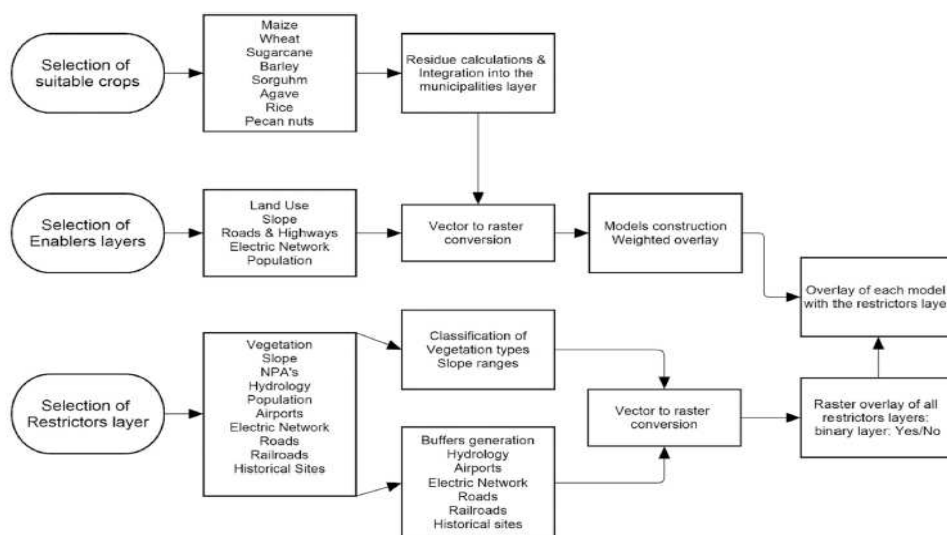 Selection of
suitable crops
Maize
Wheat
Sugarcane
Barley
Sorguhm
Agave
Rice
Pecan nuts
Residue calculations &
Integration into the
municipalities layer
Selection of
Enablers layers
Land Use
Slope
Roads & Highways
Electric Network
Population
Vector to raster
conversion
Models construction
Weighted overlay
Overlay of each model
with the restrictors laye
Selection of
Restrictors layer
Vegetation
Slope
NPA's
Hydrology
Population
Airports
Electric Network
Roads
Railroads
Historical Sites
Classification of
Vegetation types
Slope ranges
Buffers generation
Hydrology
Airports
Electric Network
Roads
Railroads
Historical sites
Vector to raster
conversion
Raster overlay of all
restrictors layers:
binary layer: Yes/No